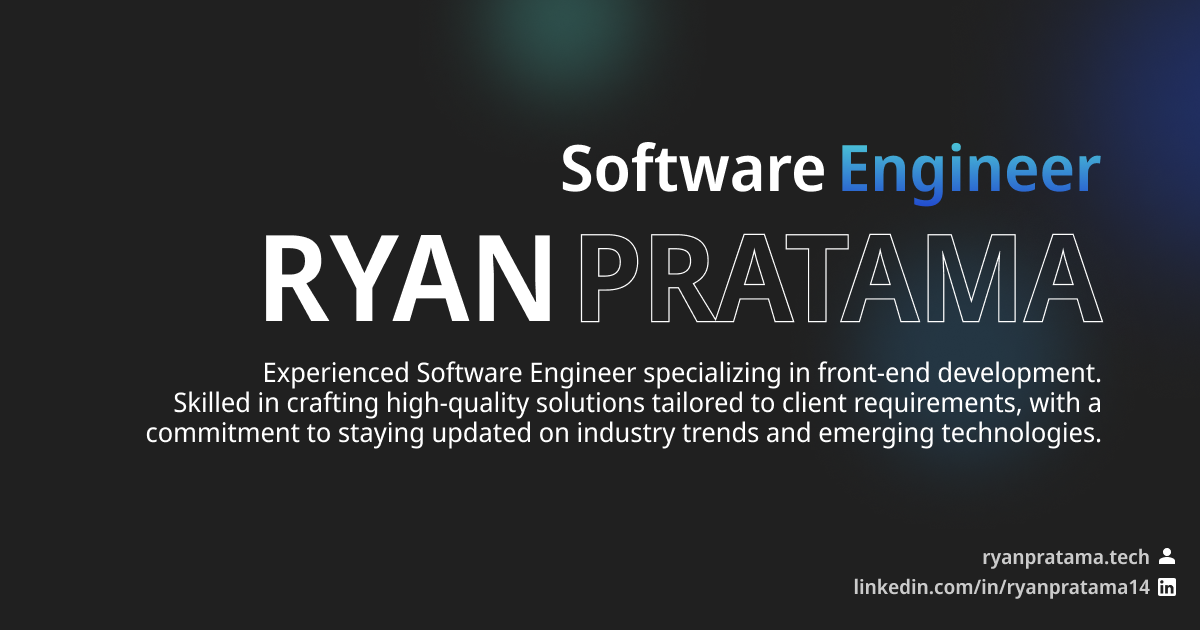 Software Engineer
RYAN PRATAMA
Experienced Software Engineer specializing in front-end development.
Skilled in crafting high-quality solutions tailored to client requirements, with a
commitment to staying updated on industry trends and emerging technologies.
ryanpratama.tech
linkedin.com/in/ryanpratama14